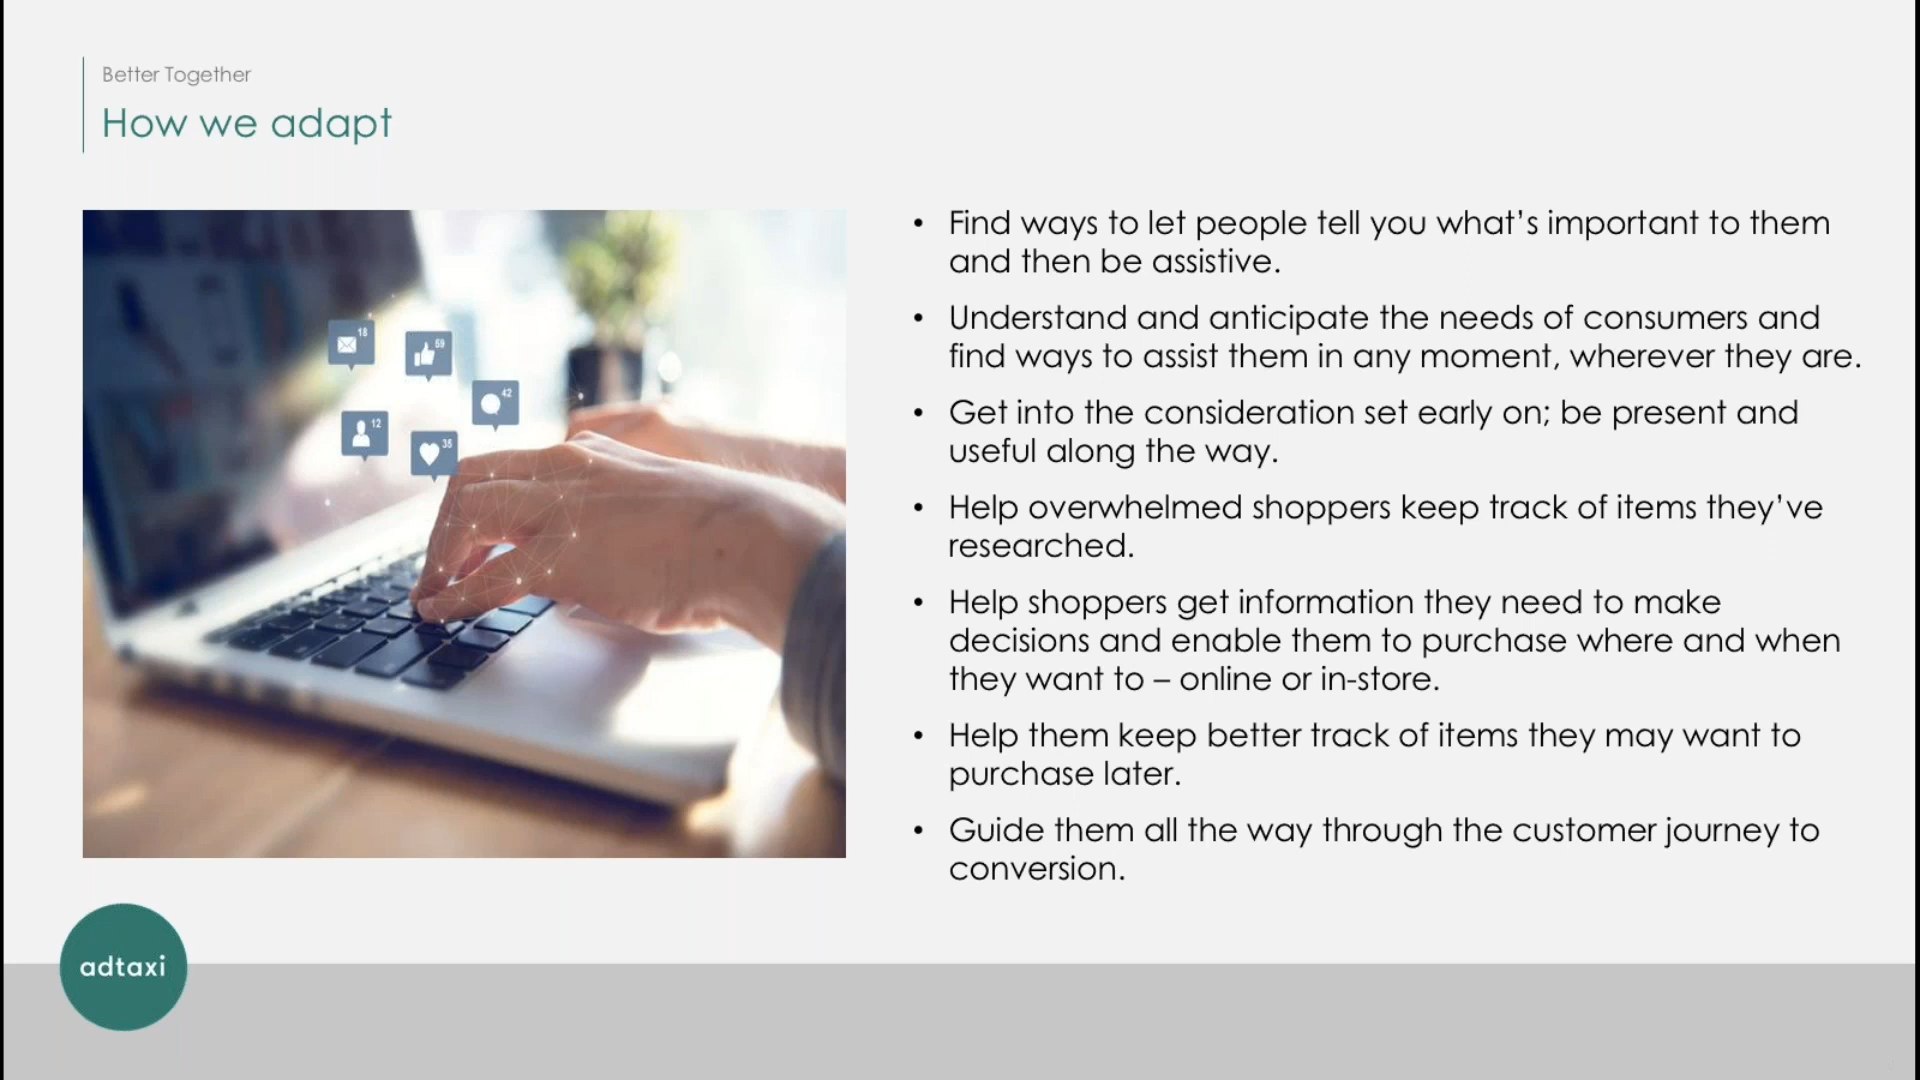 Better Together
How we adapt
18
59
42
12
35
• Find ways to let people tell you what’s important to them
and then be assistive.
• Understand and anticipate the needs of consumers and
find ways to assist them in any moment, wherever they are.
• Get into the consideration set early on; be present and
useful along the way.
• Help overwhelmed shoppers keep track of items they’ve
researched.
• Help shoppers get information they need to make
decisions and enable them to purchase where and when
they want to – online or in-store.
• Help them keep better track of items they may want to
purchase later.
• Guide them all the way through the customer journey to
conversion.
adtaxi